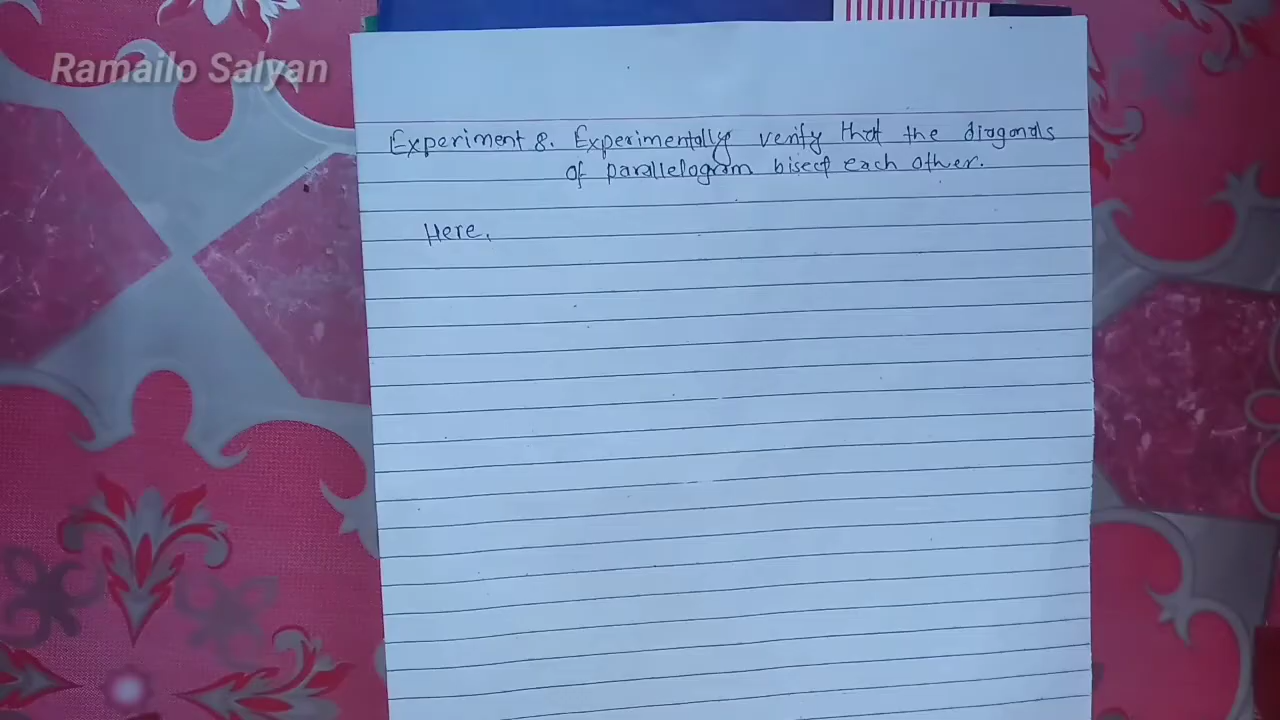 Ramailo Salyan
Experiment 8. Experimentally verify that the diagonals
of parallelogram bisect each other.
Here,